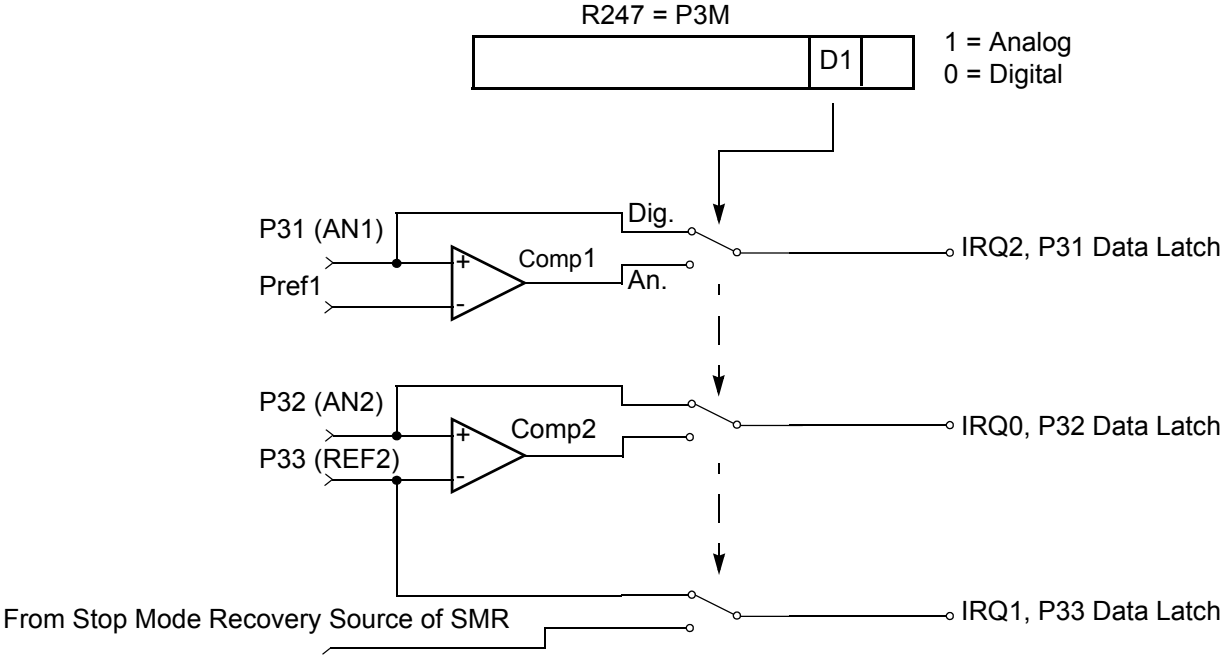 R247 = P3M
D1
1 = Analog
0 = Digital
P31 (AN1)
Dig.
IRQ2, P31 Data Latch
+
Comp1
Pref1
An.
-
P32 (AN2)
IRQ0, P32 Data Latch
+
Comp2
P33 (REF2)
-
From Stop Mode Recovery Source of SMR
IRQ1, P33 Data Latch